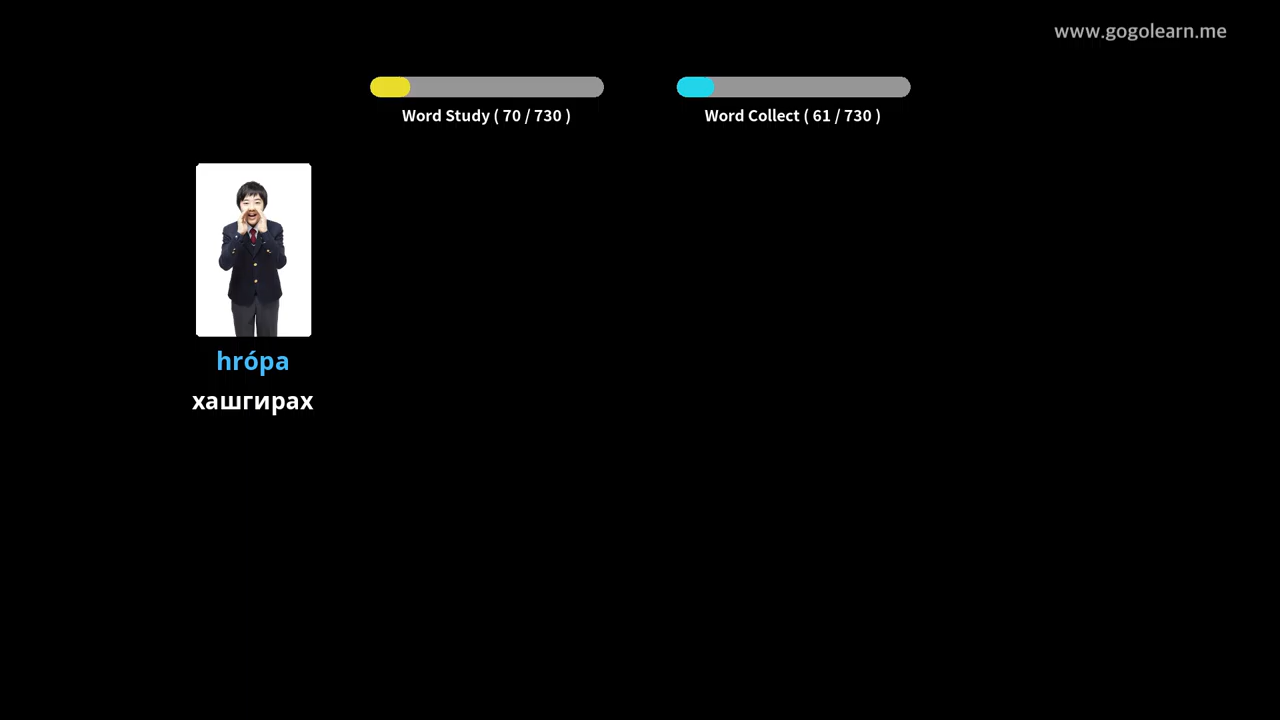 www.gogolearn.me
Word Study ( 70 / 730 )
Word Collect ( 61 / 730 )
hrópa
хашгирах